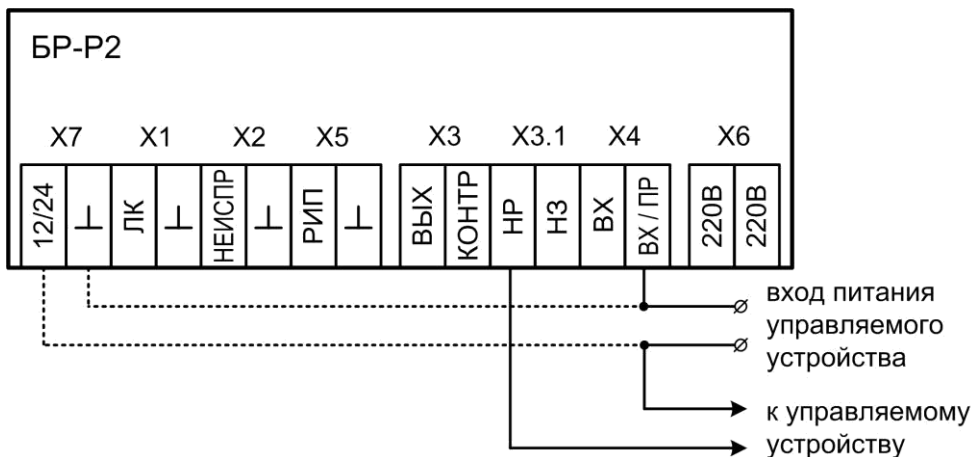 БР-Р2
X7 X1 X2 X5 X3 X3.1 X4 X6
12/24 ⊥ ЛК ⊥ НЕИСПР ⊥ РИП ⊥ ВЫХ КОНТР НР НЗ ВХ ВХ / ПР 220В 220В
вход питания
управляемого
устройства
к управляемому
устройству